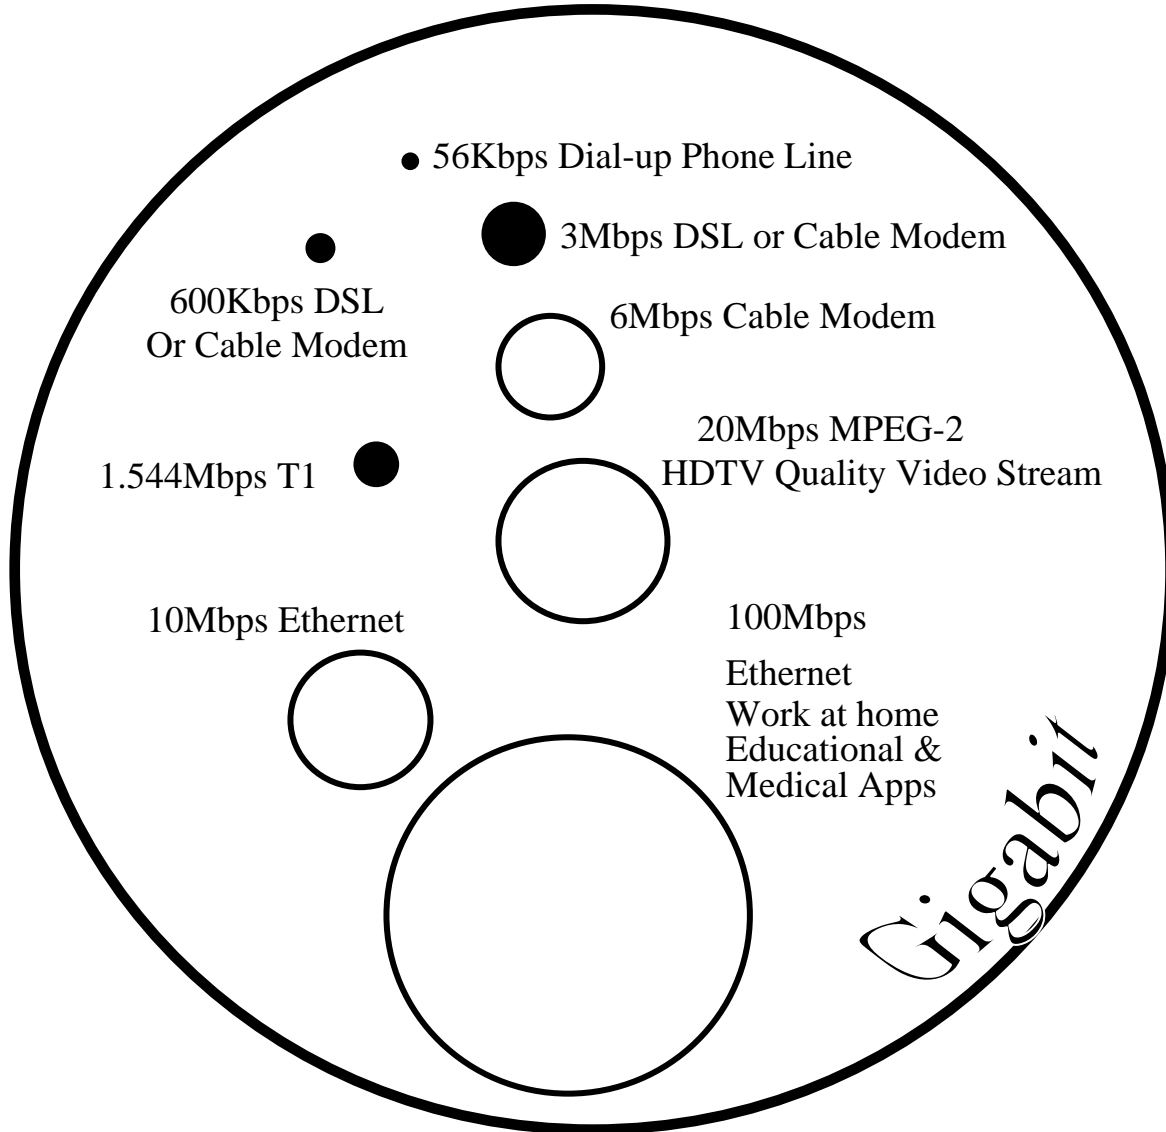 56Kbps Dial-up Phone Line
3Mbps DSL or Cable Modem
600Kbps DSL
Or Cable Modem
6Mbps Cable Modem
20Mbps MPEG-2
HDTV Quality Video Stream
1.544Mbps T1
10Mbps Ethernet
100Mbps
Ethernet
Work at home
Educational &
Medical Apps
Gigabit